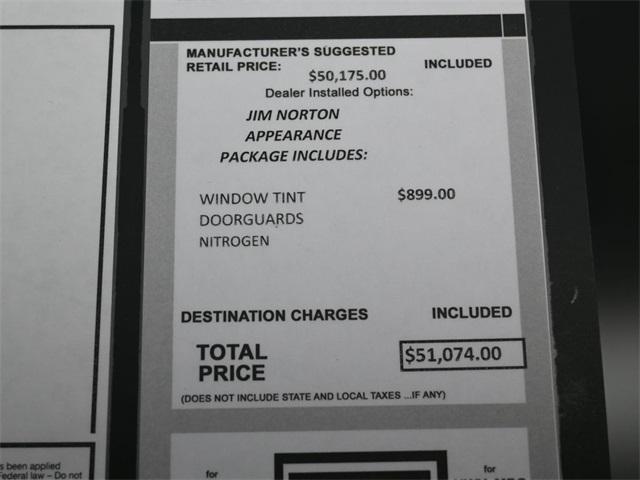 MANUFACTURER'S SUGGESTED
RETAIL PRICE: $50,175.00 INCLUDED
Dealer Installed Options:
JIM NORTON
APPEARANCE
PACKAGE INCLUDES:
WINDOW TINT $899.00
DOORGUARDS
NITROGEN
DESTINATION CHARGES INCLUDED
TOTAL
PRICE $51,074.00
(DOES NOT INCLUDE STATE AND LOCAL TAXES ...IF ANY)
s been applied
Federal law – Do not
for
for